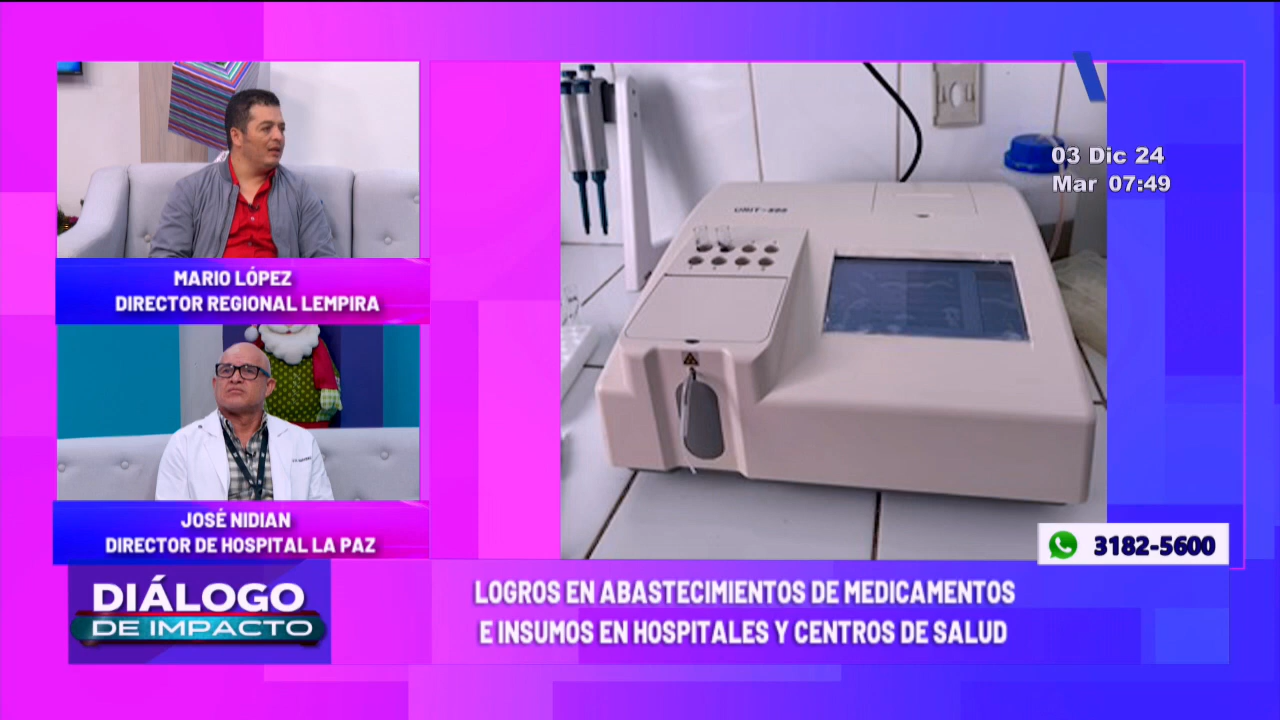 03 Dic 24
Mar 07:49
MARIO LÓPEZ
DIRECTOR REGIONAL LEMPIRA
JOSÉ NIDIAN
DIRECTOR DE HOSPITAL LA PAZ
3182-5600
DIÁLOGO
DE IMPACTO
LOGROS EN ABASTECIMIENTOS DE MEDICAMENTOS
E INSUMOS EN HOSPITALES Y CENTROS DE SALUD